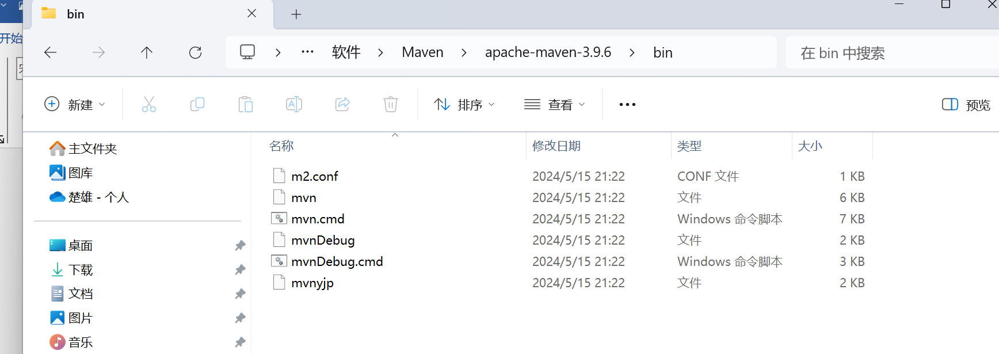 bin
开始
软件 Maven apache-maven-3.9.6 bin
在 bin 中搜索
新建 排序 查看 预览
名称 修改日期 类型 大小
主文件夹
图库
楚雄 - 个人
桌面
下载
文档
图片
音乐
m2.conf 2024/5/15 21:22 CONF 文件 1 KB
mvn 2024/5/15 21:22 文件 6 KB
mvn.cmd 2024/5/15 21:22 Windows 命令脚本 7 KB
mvnDebug 2024/5/15 21:22 文件 2 KB
mvnDebug.cmd 2024/5/15 21:22 Windows 命令脚本 3 KB
mvnyjp 2024/5/15 21:22 文件 2 KB